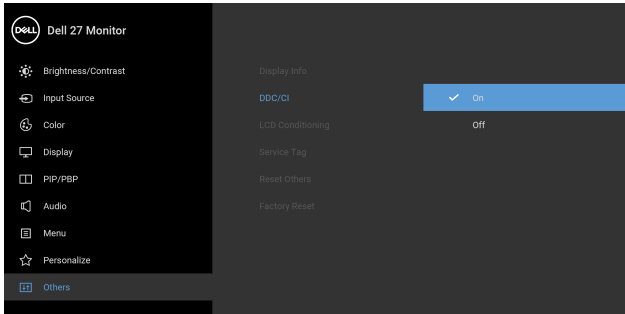 DELL Dell 27 Monitor
Brightness/Contrast
Input Source
Color
Display
PIP/PBP
Audio
Menu
Personalize
Others
Display Info
DDC/CI
LCD Conditioning
Service Tag
Reset Others
Factory Reset
On
Off